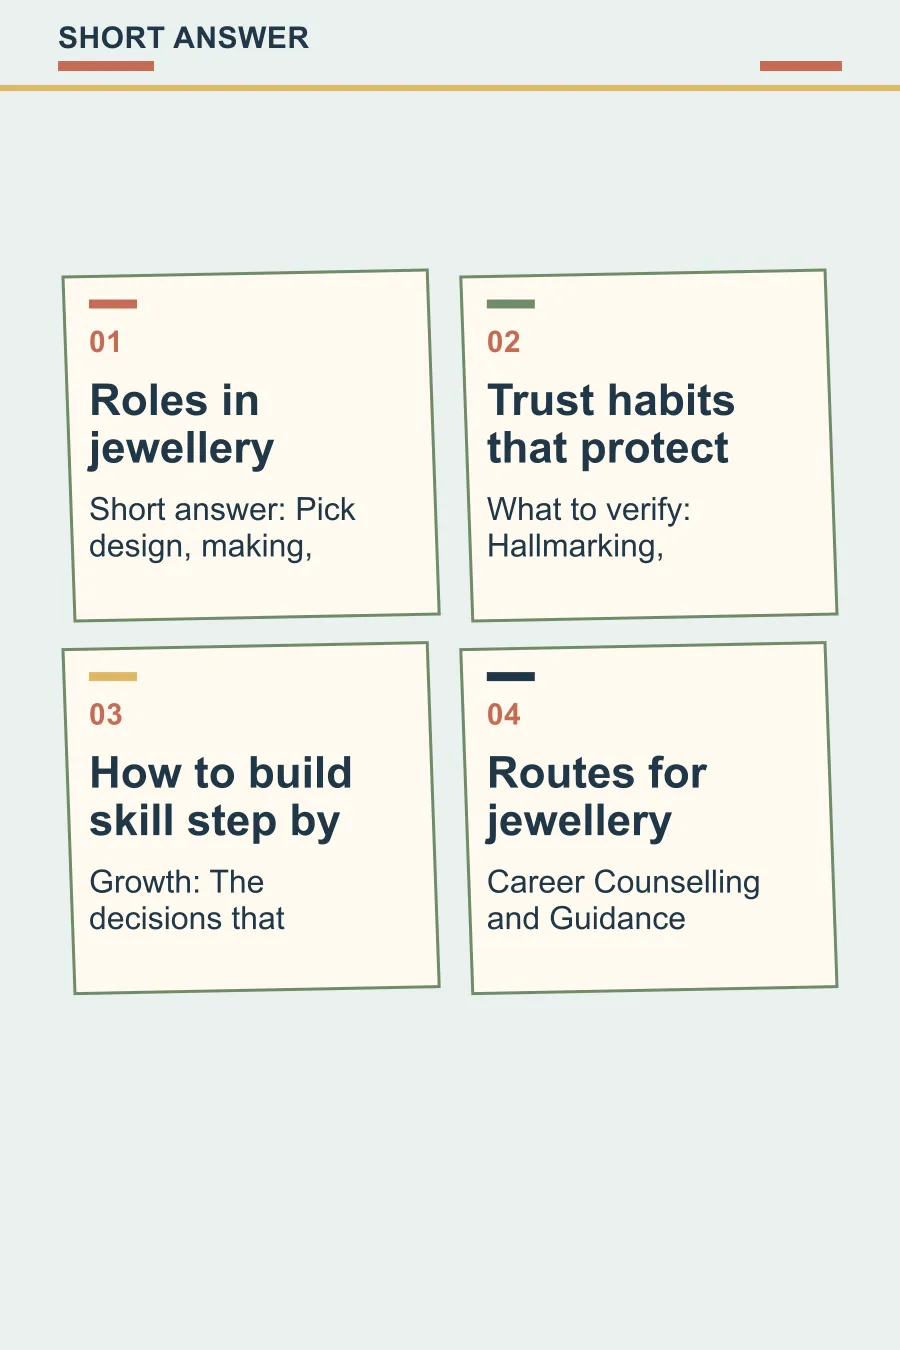 SHORT ANSWER
01
Roles in
jewellery
Short answer: Pick
design, making,
02
Trust habits
that protect
What to verify:
Hallmarking,
03
How to build
skill step by
Growth: The
decisions that
04
Routes for
jewellery
Career Counselling
and Guidance